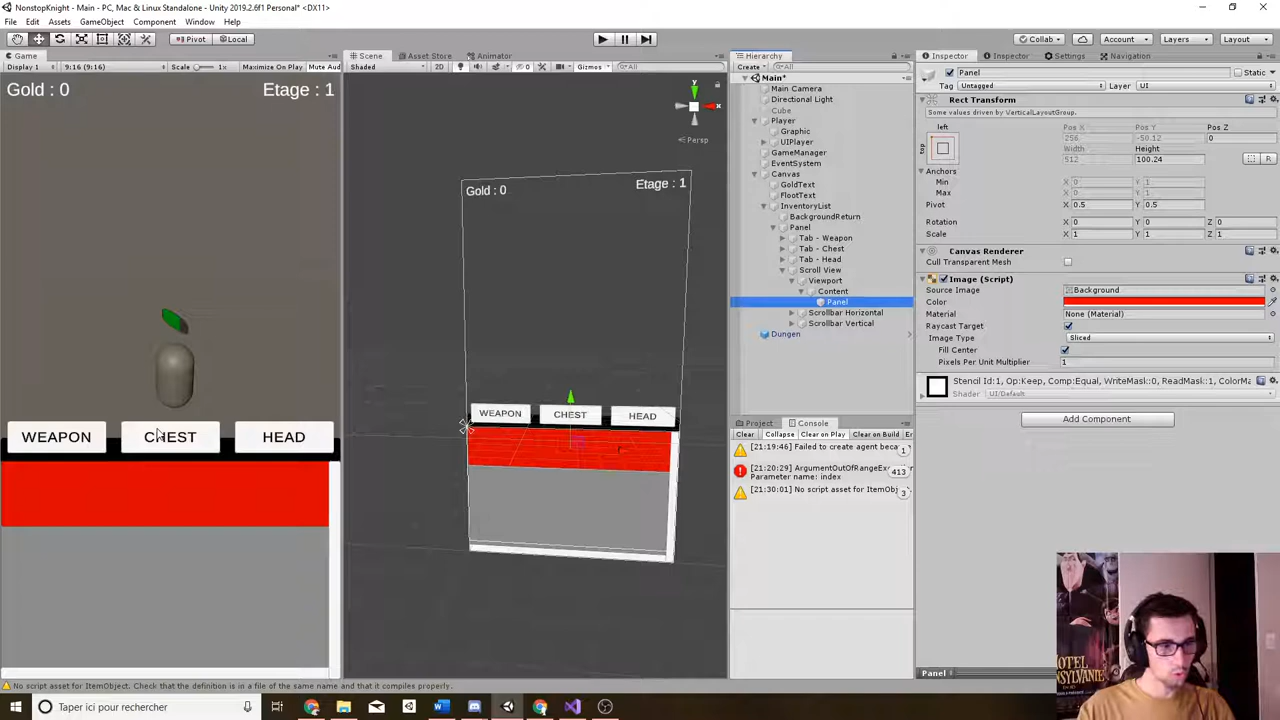 NonstopKnight - Main - PC, Mac & Linux Standalone - Unity 2019.2.6f1 Personal* <DX11>
File Edit Assets GameObject Component Window Help
Pivot Local Collab Account Layers Layout
Game
Display 1 9:16 (9:16) Scale 1x Maximize On Play Mute Aud
Gold : 0 Etage : 1
WEAPON CHEST HEAD
Scene Asset Store Animator
Shaded 2D 0 Gizmos All
y
x
Persp
Gold : 0 Etage : 1
WEAPON CHEST HEAD
Hierarchy
Create All
Main*
Main Camera
Directional Light
Cube
Player
Graphic
UIPlayer
GameManager
EventSystem
Canvas
GoldText
FlootText
InventoryList
BackgroundReturn
Panel
Tab - Weapon
Tab - Chest
Tab - Head
Scroll View
Viewport
Content
Panel
Scrollbar Horizontal
Scrollbar Vertical
Dungen
Project Console
Clear Collapse Clear on Play Clear on Build Er
[21:19:46] Failed to create agent beca 1
[21:20:29] ArgumentOutOfRangeEx 413
Parameter name: index
[21:30:01] No script asset for ItemObj 3
Inspector Inspector Settings Navigation
Panel Static
Tag Untagged Layer UI
Rect Transform
Some values driven by VerticalLayoutGroup.
left Pos X Pos Y Pos Z
top 256 -50.12 0
Width Height
512 100.24 R
Anchors
Min X 0 Y 1
Max X 0 Y 1
Pivot X 0.5 Y 0.5
Rotation X 0 Y 0 Z 0
Scale X 1 Y 1 Z 1
Canvas Renderer
Cull Transparent Mesh
Image (Script)
Source Image Background
Color
Material None (Material)
Raycast Target
Image Type Sliced
Fill Center
Pixels Per Unit Multiplier 1
Stencil Id:1, Op:Keep, Comp:Equal, WriteMask:0, ReadMask:1, ColorMa
Shader UI/Default
Add Component
Panel
No script asset for ItemObject. Check that the definition is in a file of the same name and that it compiles properly.
Taper ici pour rechercher
HOTEL